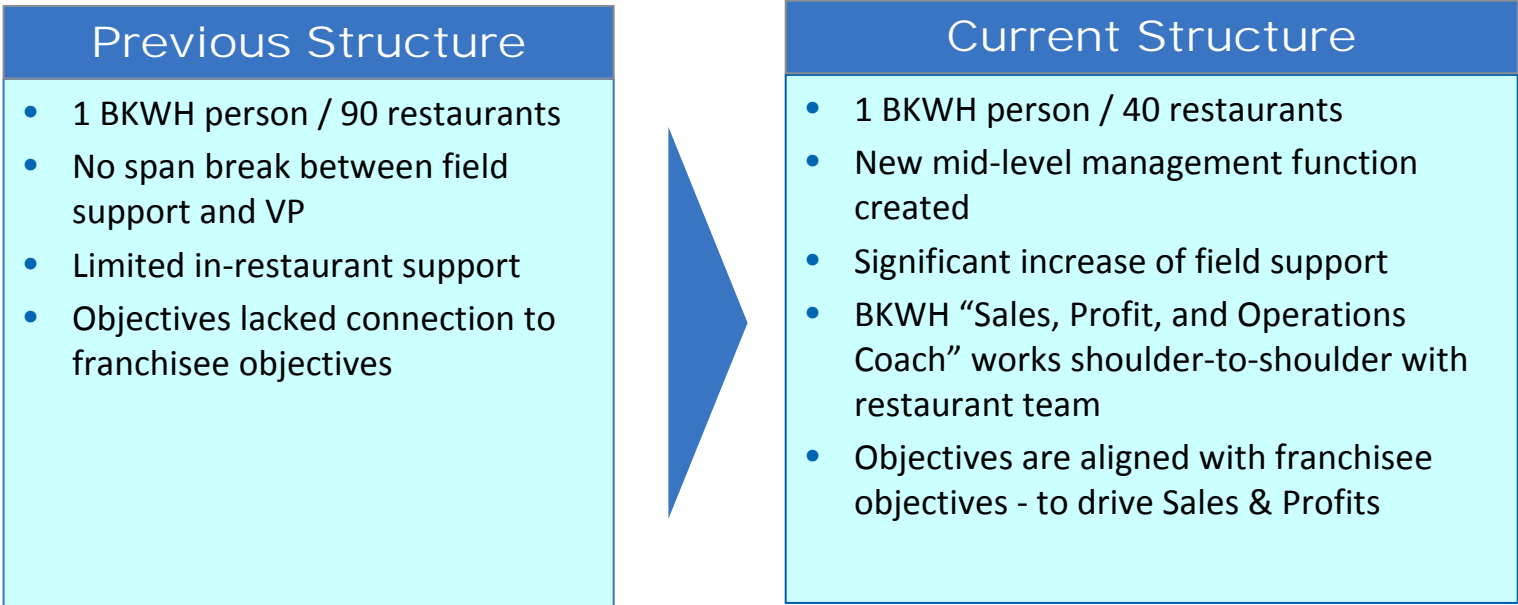 Previous Structure
• 1 BKWH person / 90 restaurants
• No span break between field
support and VP
• Limited in-restaurant support
• Objectives lacked connection to
franchisee objectives
Current Structure
• 1 BKWH person / 40 restaurants
• New mid-level management function
created
• Significant increase of field support
• BKWH “Sales, Profit, and Operations
Coach” works shoulder-to-shoulder with
restaurant team
• Objectives are aligned with franchisee
objectives - to drive Sales & Profits